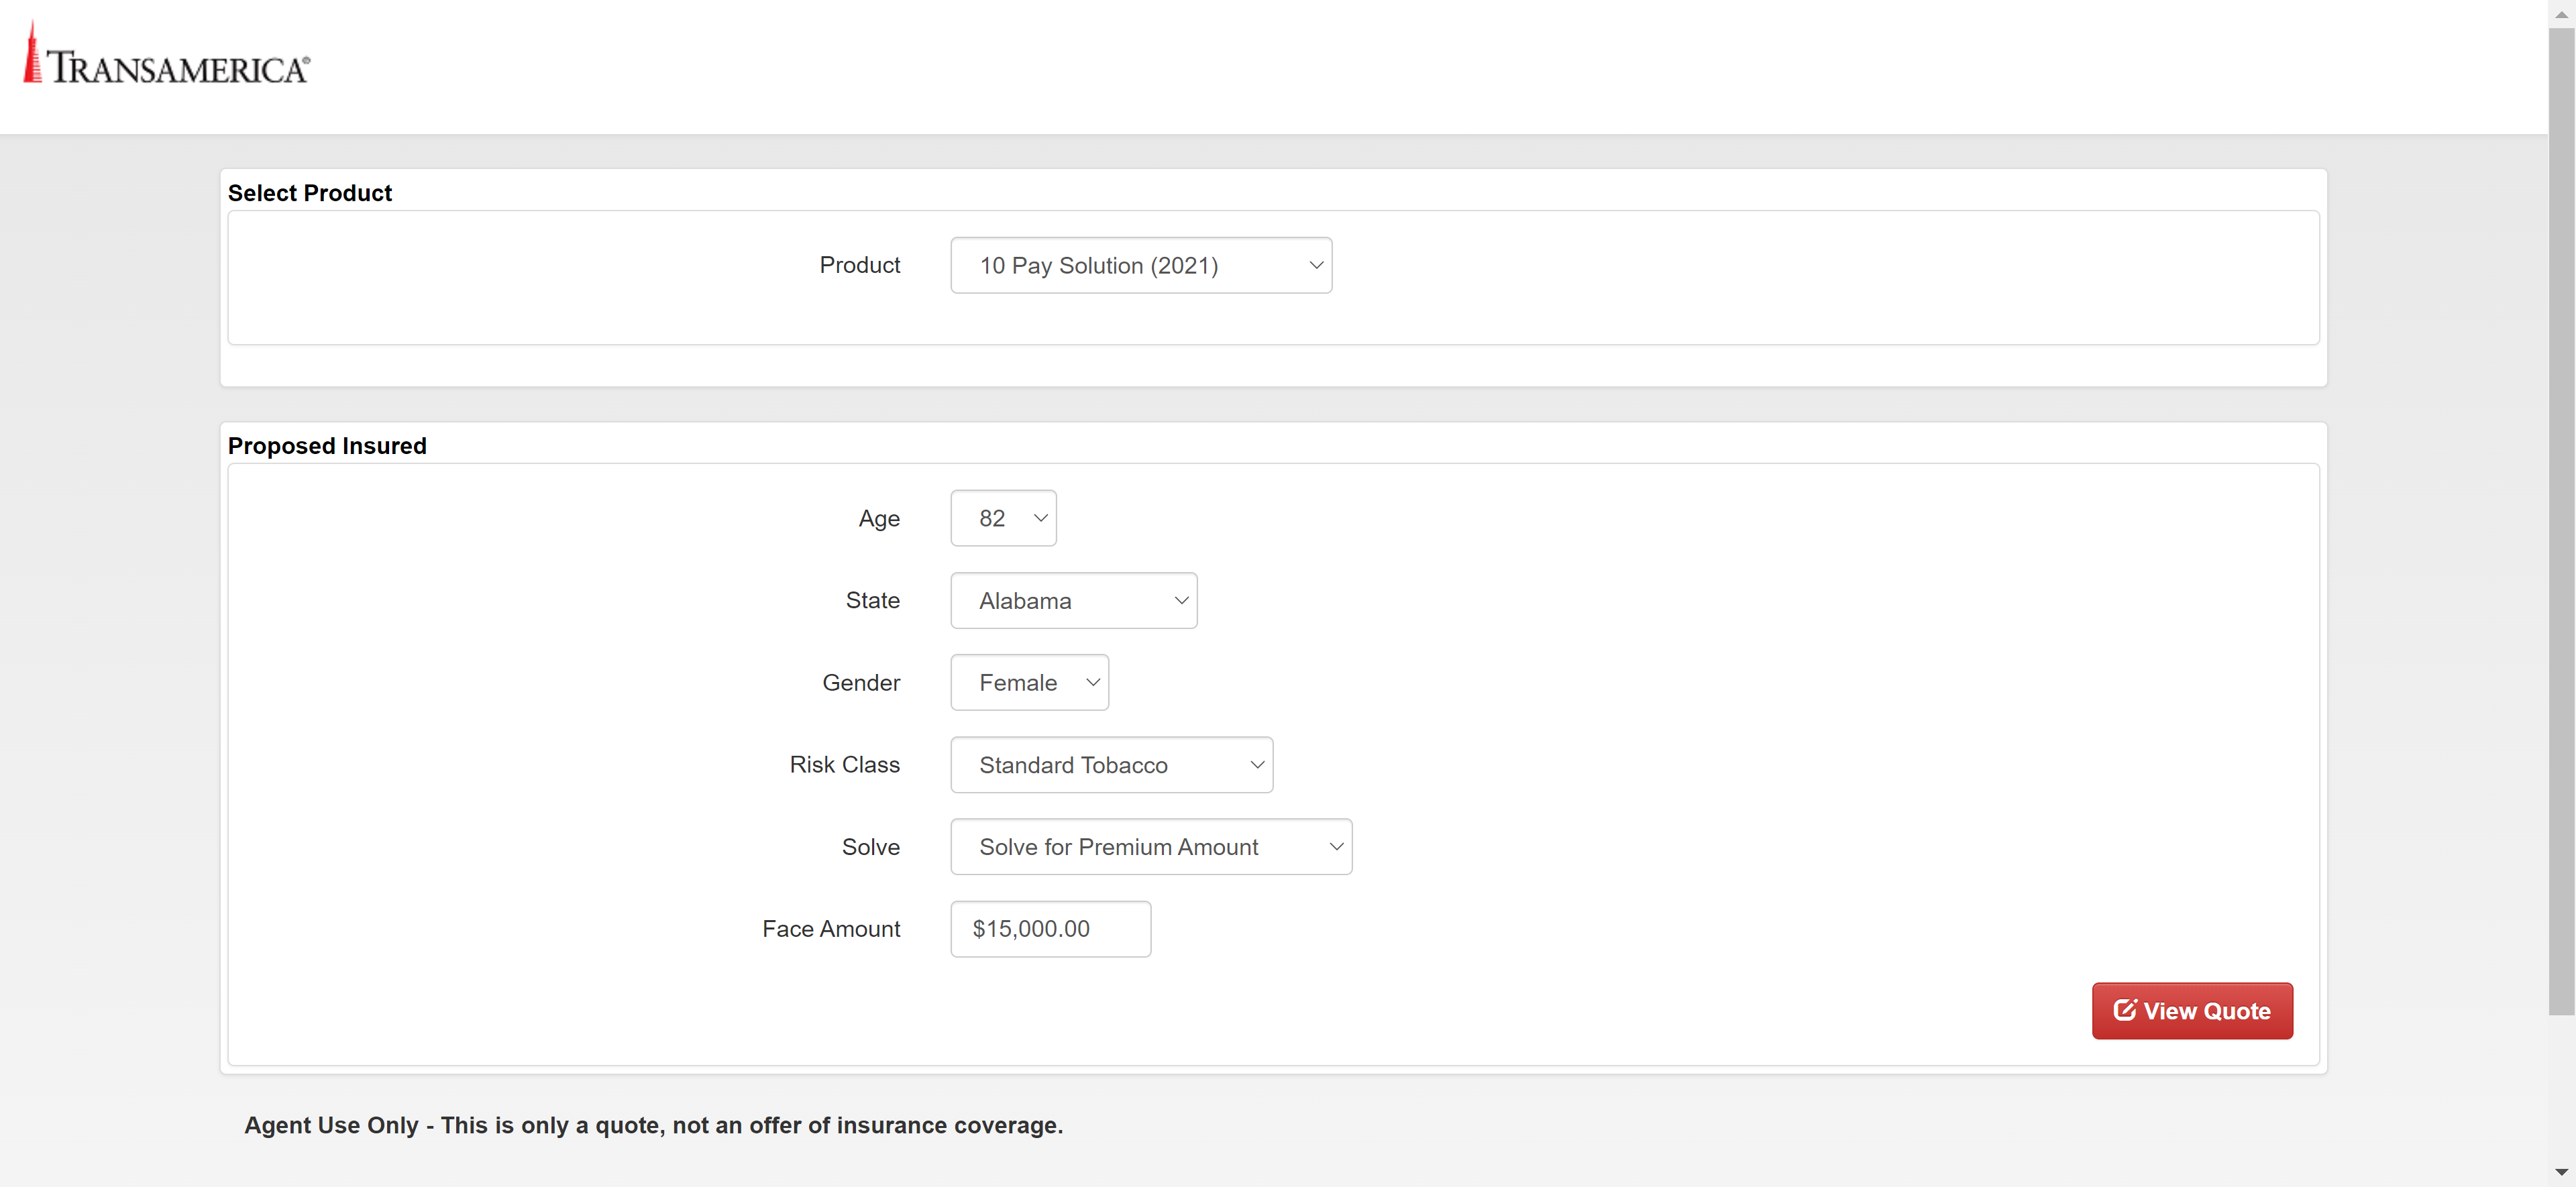 TRANSAMERICA®
Select Product
Product 10 Pay Solution (2021)
Proposed Insured
Age 82
State Alabama
Gender Female
Risk Class Standard Tobacco
Solve Solve for Premium Amount
Face Amount $15,000.00
View Quote
Agent Use Only - This is only a quote, not an offer of insurance coverage.